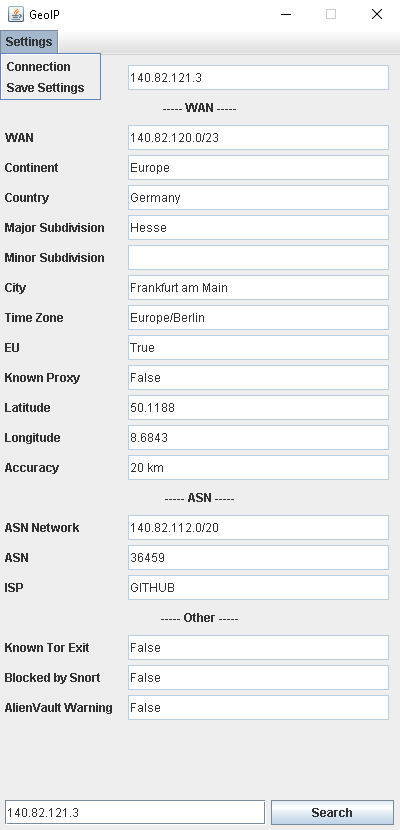 GeoIP
Settings
Connection
Save Settings
140.82.121.3
----- WAN -----
WAN 140.82.120.0/23
Continent Europe
Country Germany
Major Subdivision Hesse
Minor Subdivision
City Frankfurt am Main
Time Zone Europe/Berlin
EU True
Known Proxy False
Latitude 50.1188
Longitude 8.6843
Accuracy 20 km
----- ASN -----
ASN Network 140.82.112.0/20
ASN 36459
ISP GITHUB
----- Other -----
Known Tor Exit False
Blocked by Snort False
AlienVault Warning False
140.82.121.3 Search